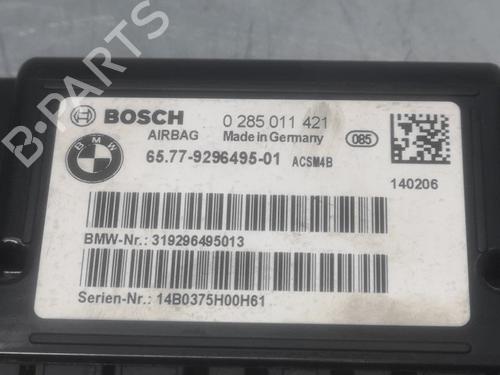 B-PARTS
BOSCH 0 285 011 421
AIRBAG Made in Germany 085
BMW 65.77-9296495-01 ACSM4B
140206
BMW-Nr.: 319296495013
Serien-Nr.: 14B0375H00H61